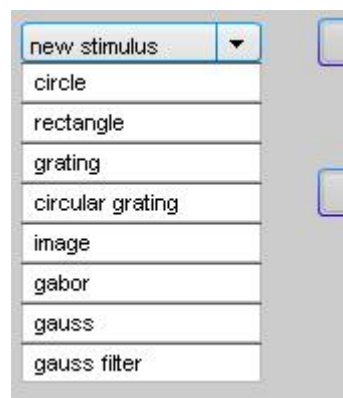 new stimulus
circle
rectangle
grating
circular grating
image
gabor
gauss
gauss filter